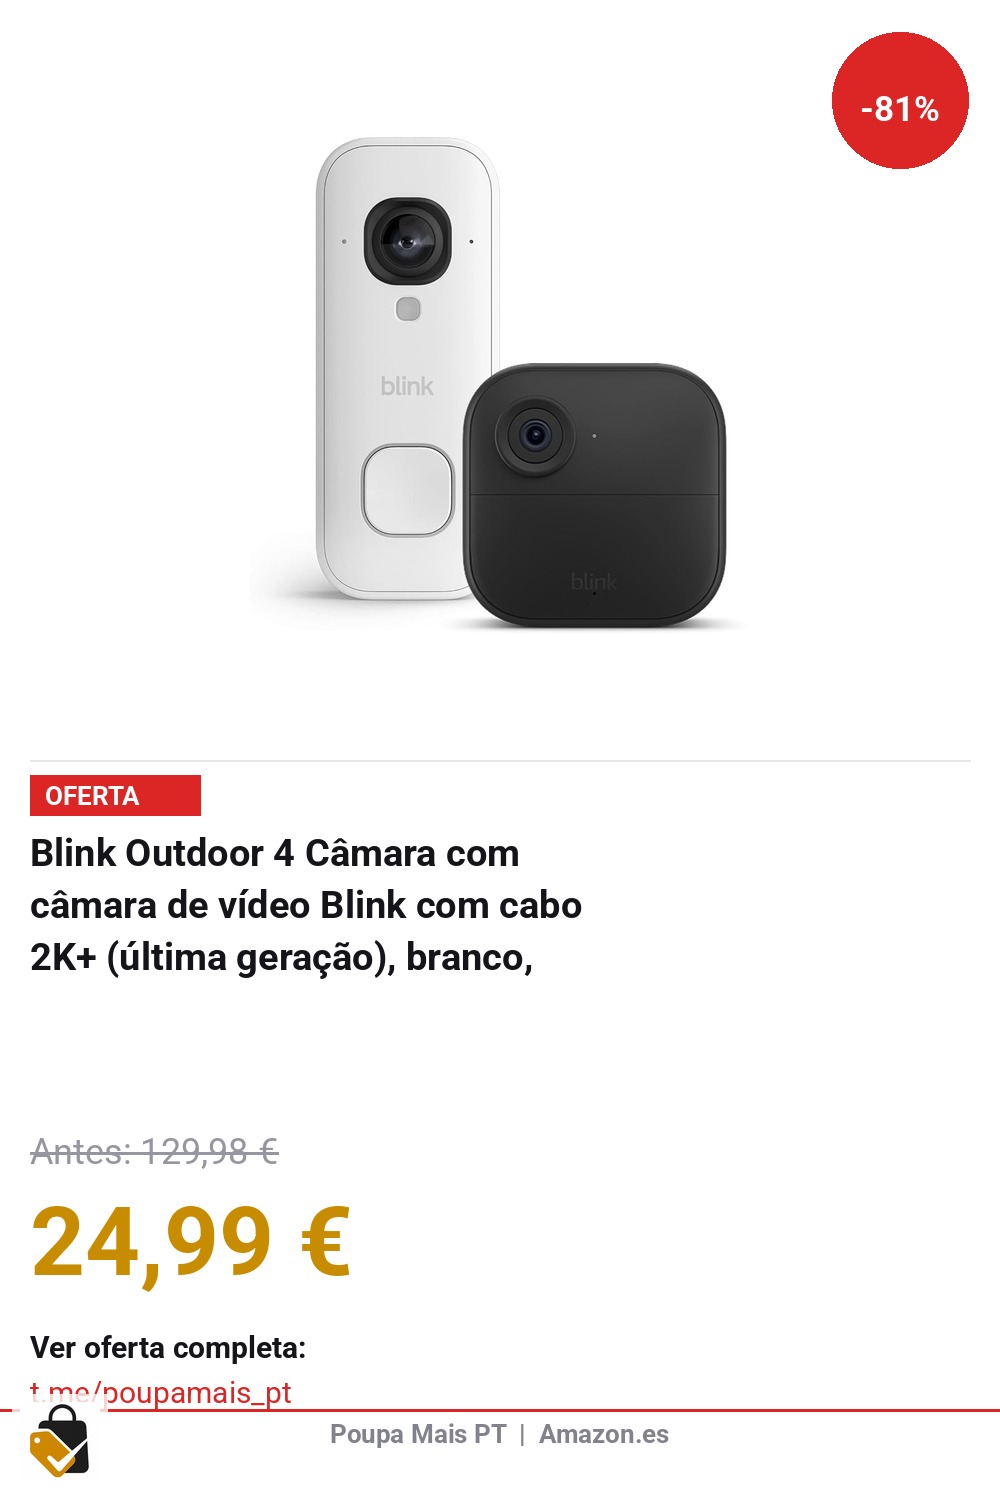 -81%
blink
blink
OFERTA
Blink Outdoor 4 Câmara com
câmara de vídeo Blink com cabo
2K+ (última geração), branco,
Antes: 129,98 €
24,99 €
Ver oferta completa:
t.me/poupamais_pt
Poupa Mais PT | Amazon.es